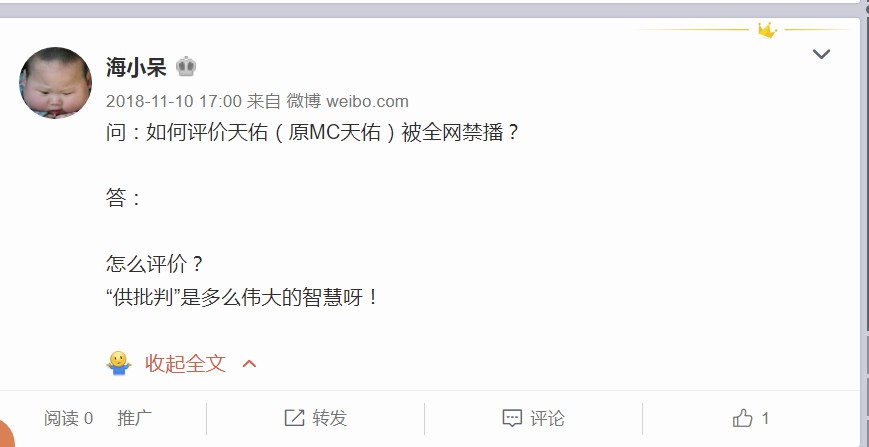 海小呆
2018-11-10 17:00 来自 微博 weibo.com
问：如何评价天佑（原MC天佑）被全网禁播？
答：
怎么评价？
“供批判”是多么伟大的智慧呀！
收起全文
阅读 0 推广 转发 评论 1